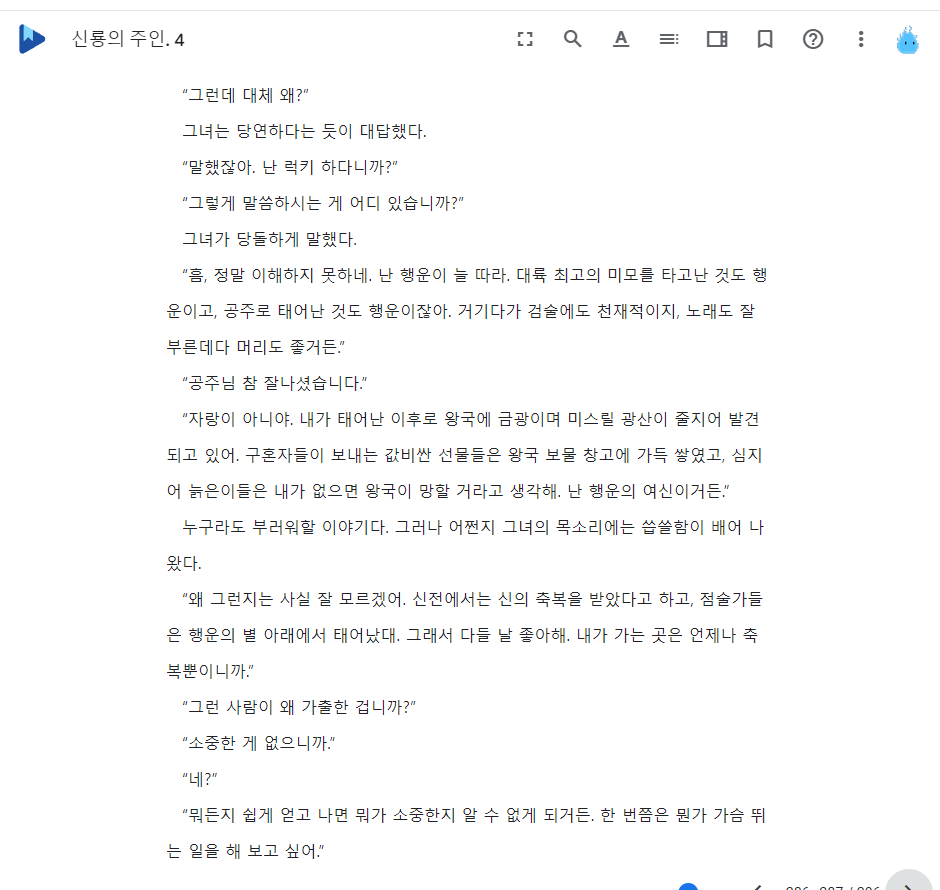 신룡의 주인. 4
“그런데 대체 왜?”
그녀는 당연하다는 듯이 대답했다.
“말했잖아. 난 럭키 하다니까?”
“그렇게 말씀하시는 게 어디 있습니까?”
그녀가 당돌하게 말했다.
“흠, 정말 이해하지 못하네. 난 행운이 늘 따라. 대륙 최고의 미모를 타고난 것도 행
운이고, 공주로 태어난 것도 행운이잖아. 거기다가 검술에도 천재적이지, 노래도 잘
부른데다 머리도 좋거든.”
“공주님 참 잘나셨습니다.”
“자랑이 아니야. 내가 태어난 이후로 왕국에 금광이며 미스릴 광산이 줄지어 발견
되고 있어. 구혼자들이 보내는 값비싼 선물들은 왕국 보물 창고에 가득 쌓였고, 심지
어 늙은이들은 내가 없으면 왕국이 망할 거라고 생각해. 난 행운의 여신이거든.”
누구라도 부러워할 이야기다. 그러나 어쩐지 그녀의 목소리에는 씁쓸함이 배어 나
왔다.
“왜 그런지는 사실 잘 모르겠어. 신전에서는 신의 축복을 받았다고 하고, 점술가들
은 행운의 별 아래에서 태어났대. 그래서 다들 날 좋아해. 내가 가는 곳은 언제나 축
복뿐이니까.”
“그런 사람이 왜 가출한 겁니까?”
“소중한 게 없으니까.”
“네?”
“뭐든지 쉽게 얻고 나면 뭐가 소중한지 알 수 없게 되거든. 한 번쯤은 뭔가 가슴 뛰
는 일을 해 보고 싶어.”